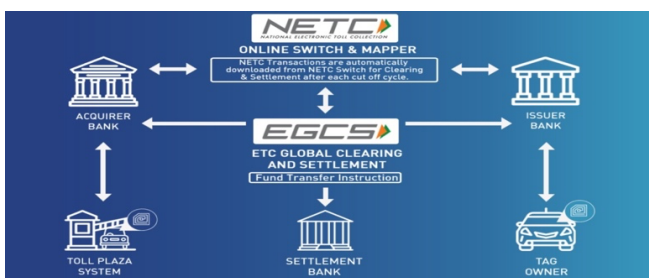 NETC
NATIONAL ELECTRONIC TOLL COLLECTION
ONLINE SWITCH & MAPPER
NETC Transactions are automatically
downloaded from NETC Switch for Clearing
& Settlement after each cut off cycle.
ACQUIRER
BANK
ISSUER
BANK
EGCS
ETC GLOBAL CLEARING
AND SETTLEMENT
Fund Transfer Instruction
TOLL PLAZA
SYSTEM
SETTLEMENT
BANK
TAG
OWNER